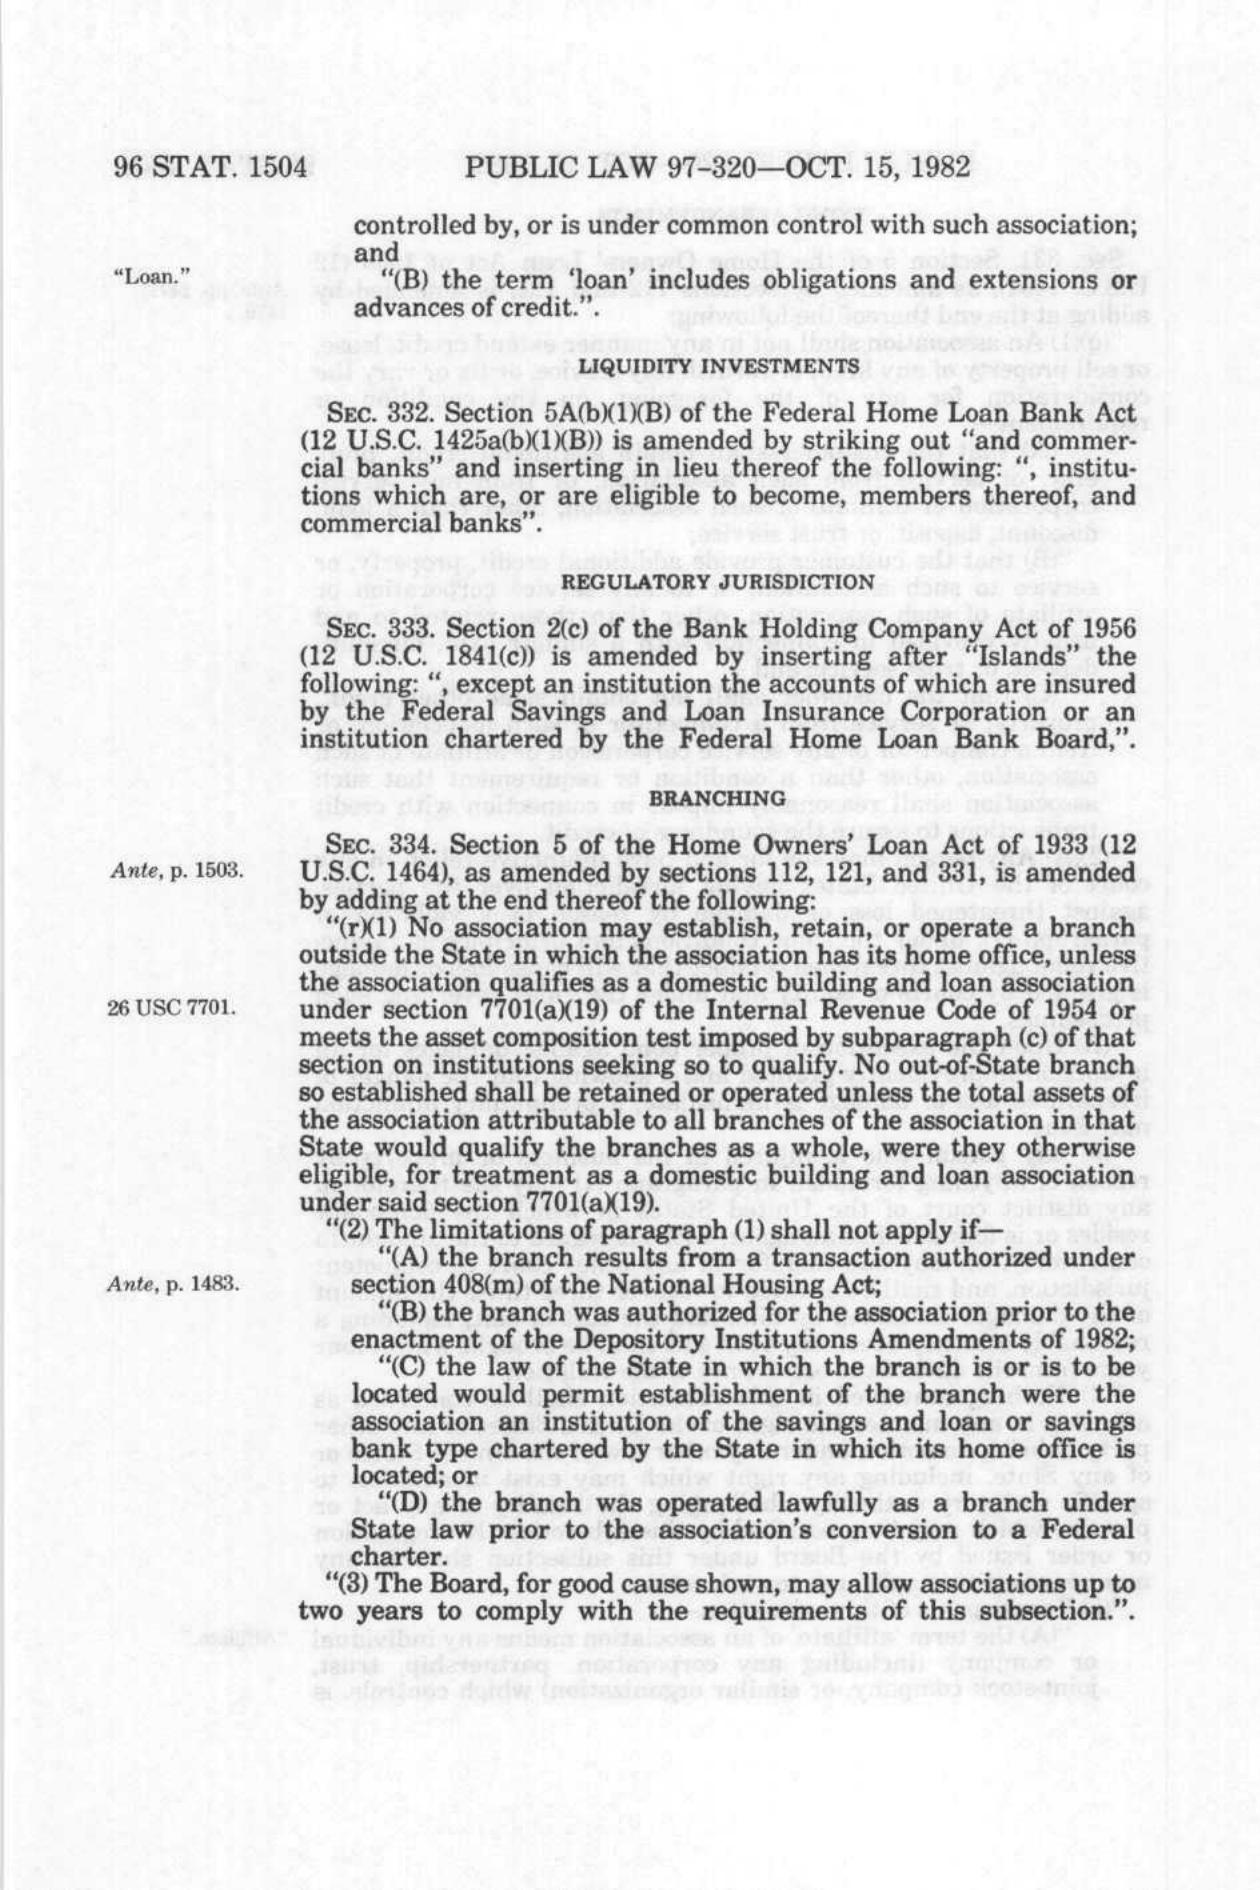 96 STAT. 1504 PUBLIC LAW 97-320—OCT. 15, 1982
controlled by, or is under common control with such association;
and
“Loan.”
“(B) the term ‘loan’ includes obligations and extensions or
advances of credit.”.
LIQUIDITY INVESTMENTS
SEC. 332. Section 5A(b)(1)(B) of the Federal Home Loan Bank Act
(12 U.S.C. 1425a(b)(1)(B)) is amended by striking out “and commer-
cial banks” and inserting in lieu thereof the following: “, institu-
tions which are, or are eligible to become, members thereof, and
commercial banks”.
REGULATORY JURISDICTION
SEC. 333. Section 2(c) of the Bank Holding Company Act of 1956
(12 U.S.C. 1841(c)) is amended by inserting after “Islands” the
following: “, except an institution the accounts of which are insured
by the Federal Savings and Loan Insurance Corporation or an
institution chartered by the Federal Home Loan Bank Board,”.
BRANCHING
SEC. 334. Section 5 of the Home Owners’ Loan Act of 1933 (12
Ante, p. 1503.
U.S.C. 1464), as amended by sections 112, 121, and 331, is amended
by adding at the end thereof the following:
“(r)(1) No association may establish, retain, or operate a branch
outside the State in which the association has its home office, unless
the association qualifies as a domestic building and loan association
26 USC 7701.
under section 7701(a)(19) of the Internal Revenue Code of 1954 or
meets the asset composition test imposed by subparagraph (c) of that
section on institutions seeking so to qualify. No out-of-State branch
so established shall be retained or operated unless the total assets of
the association attributable to all branches of the association in that
State would qualify the branches as a whole, were they otherwise
eligible, for treatment as a domestic building and loan association
under said section 7701(a)(19).
“(2) The limitations of paragraph (1) shall not apply if—
“(A) the branch results from a transaction authorized under
Ante, p. 1483.
section 408(m) of the National Housing Act;
“(B) the branch was authorized for the association prior to the
enactment of the Depository Institutions Amendments of 1982;
“(C) the law of the State in which the branch is or is to be
located would permit establishment of the branch were the
association an institution of the savings and loan or savings
bank type chartered by the State in which its home office is
located; or
“(D) the branch was operated lawfully as a branch under
State law prior to the association’s conversion to a Federal
charter.
“(3) The Board, for good cause shown, may allow associations up to
two years to comply with the requirements of this subsection.”.